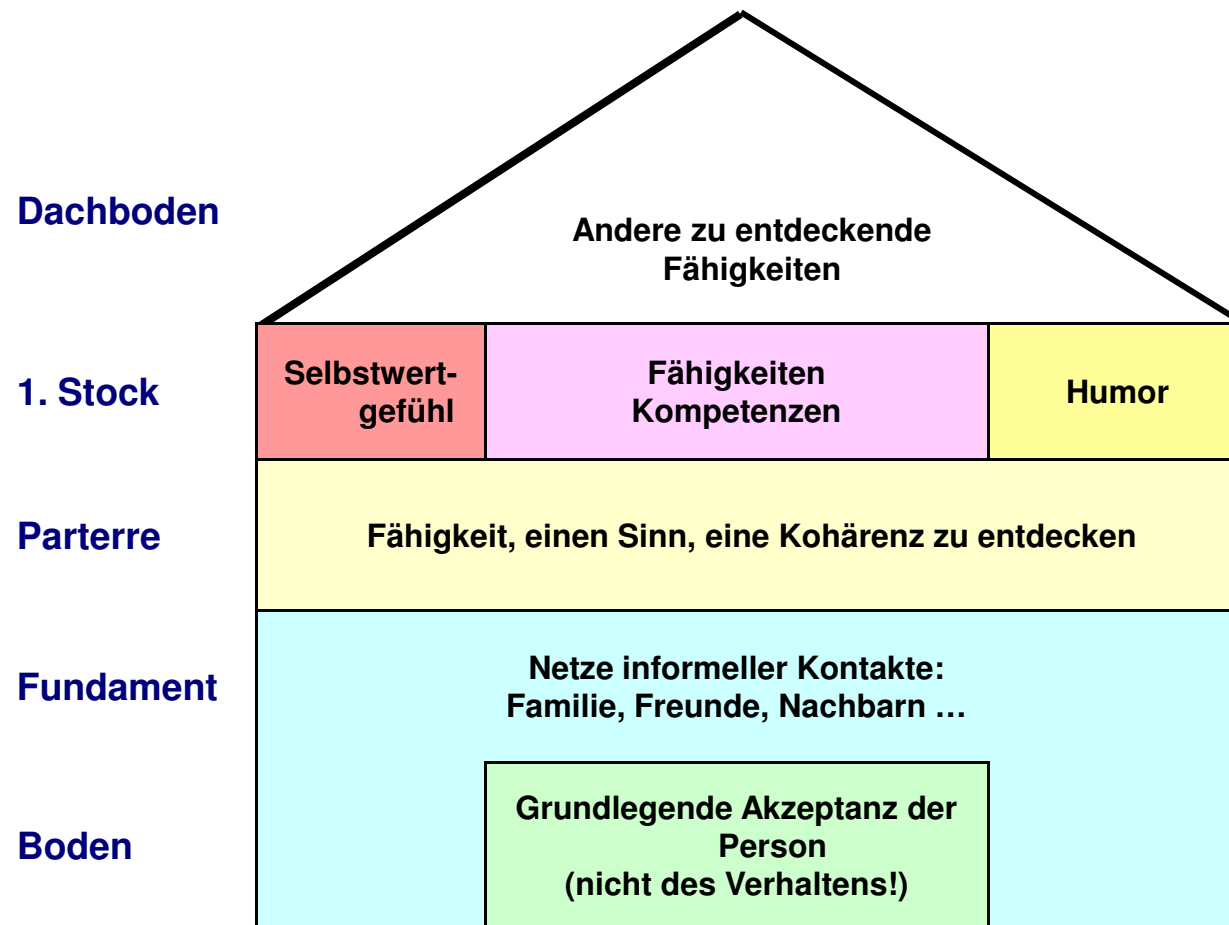 Dachboden
Andere zu entdeckende
Fähigkeiten
1. Stock
Selbstwert-
gefühl
Fähigkeiten
Kompetenzen
Humor
Parterre
Fähigkeit, einen Sinn, eine Kohärenz zu entdecken
Fundament
Netze informeller Kontakte:
Familie, Freunde, Nachbarn …
Boden
Grundlegende Akzeptanz der
Person
(nicht des Verhaltens!)